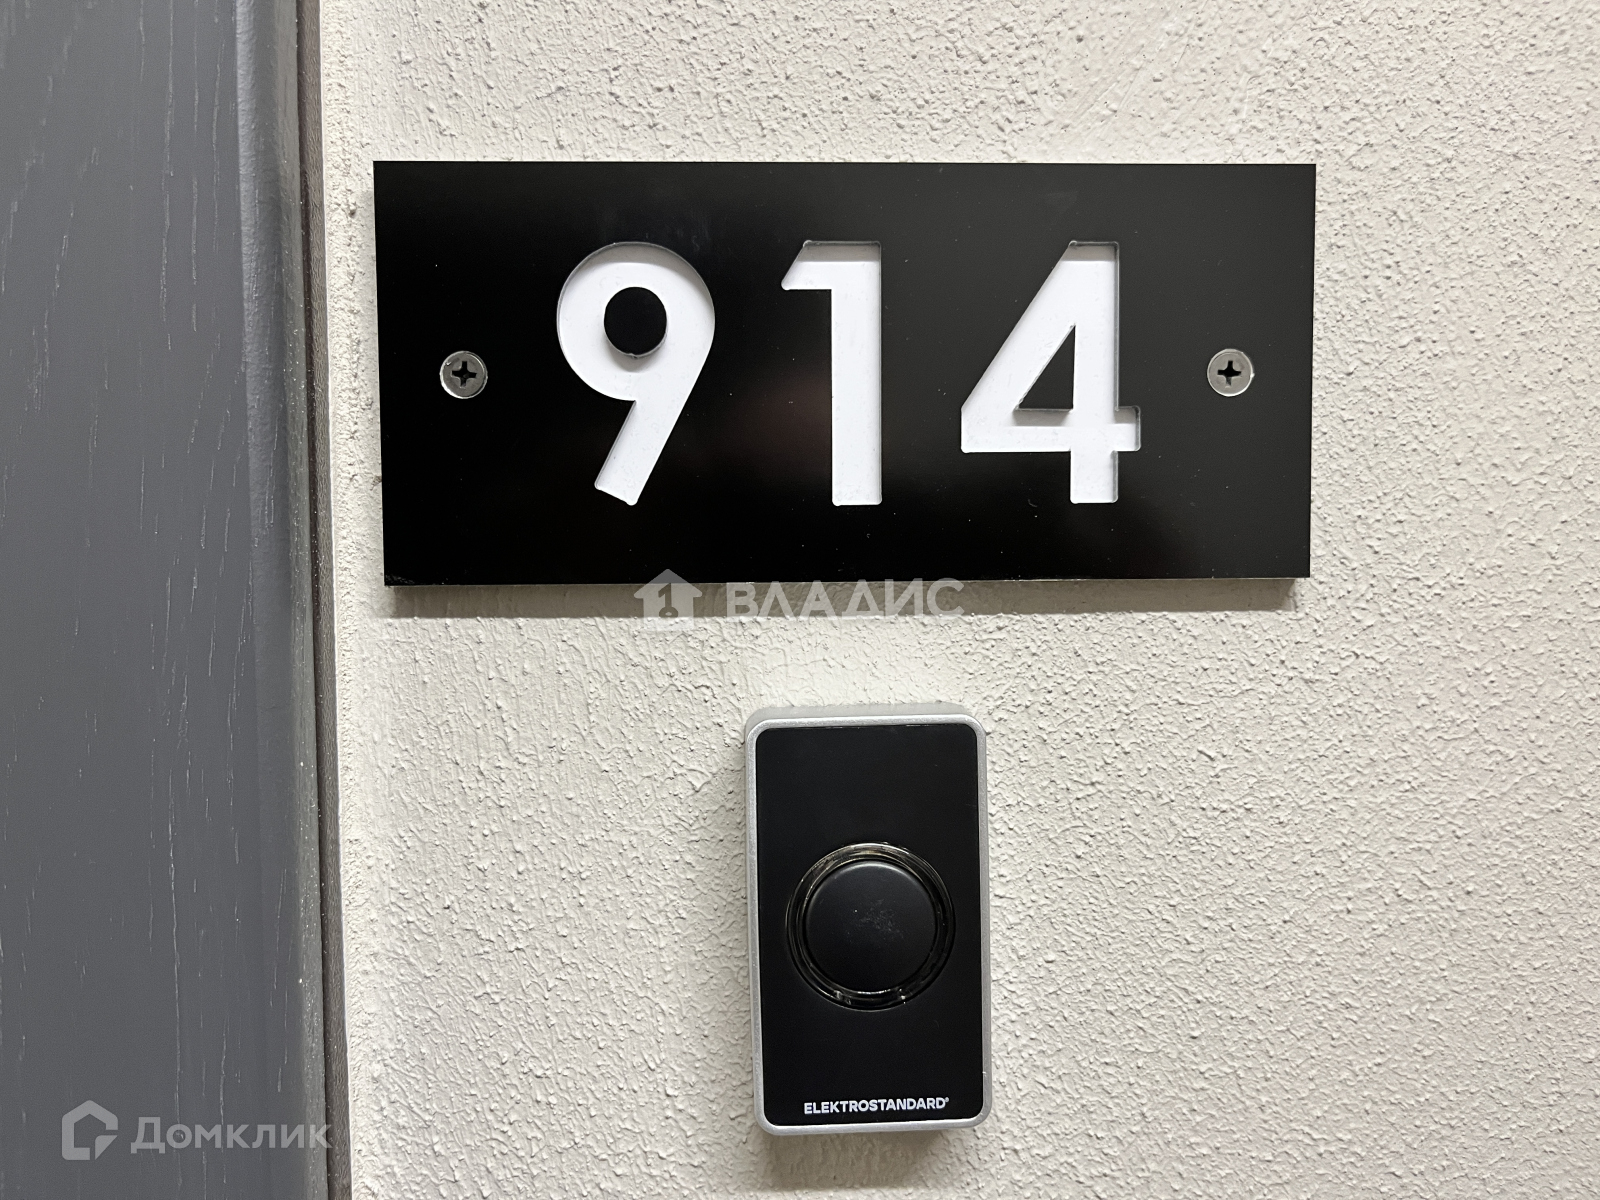 914
ВЛАДИС
ELEKTROSTANDARD®
Домклик